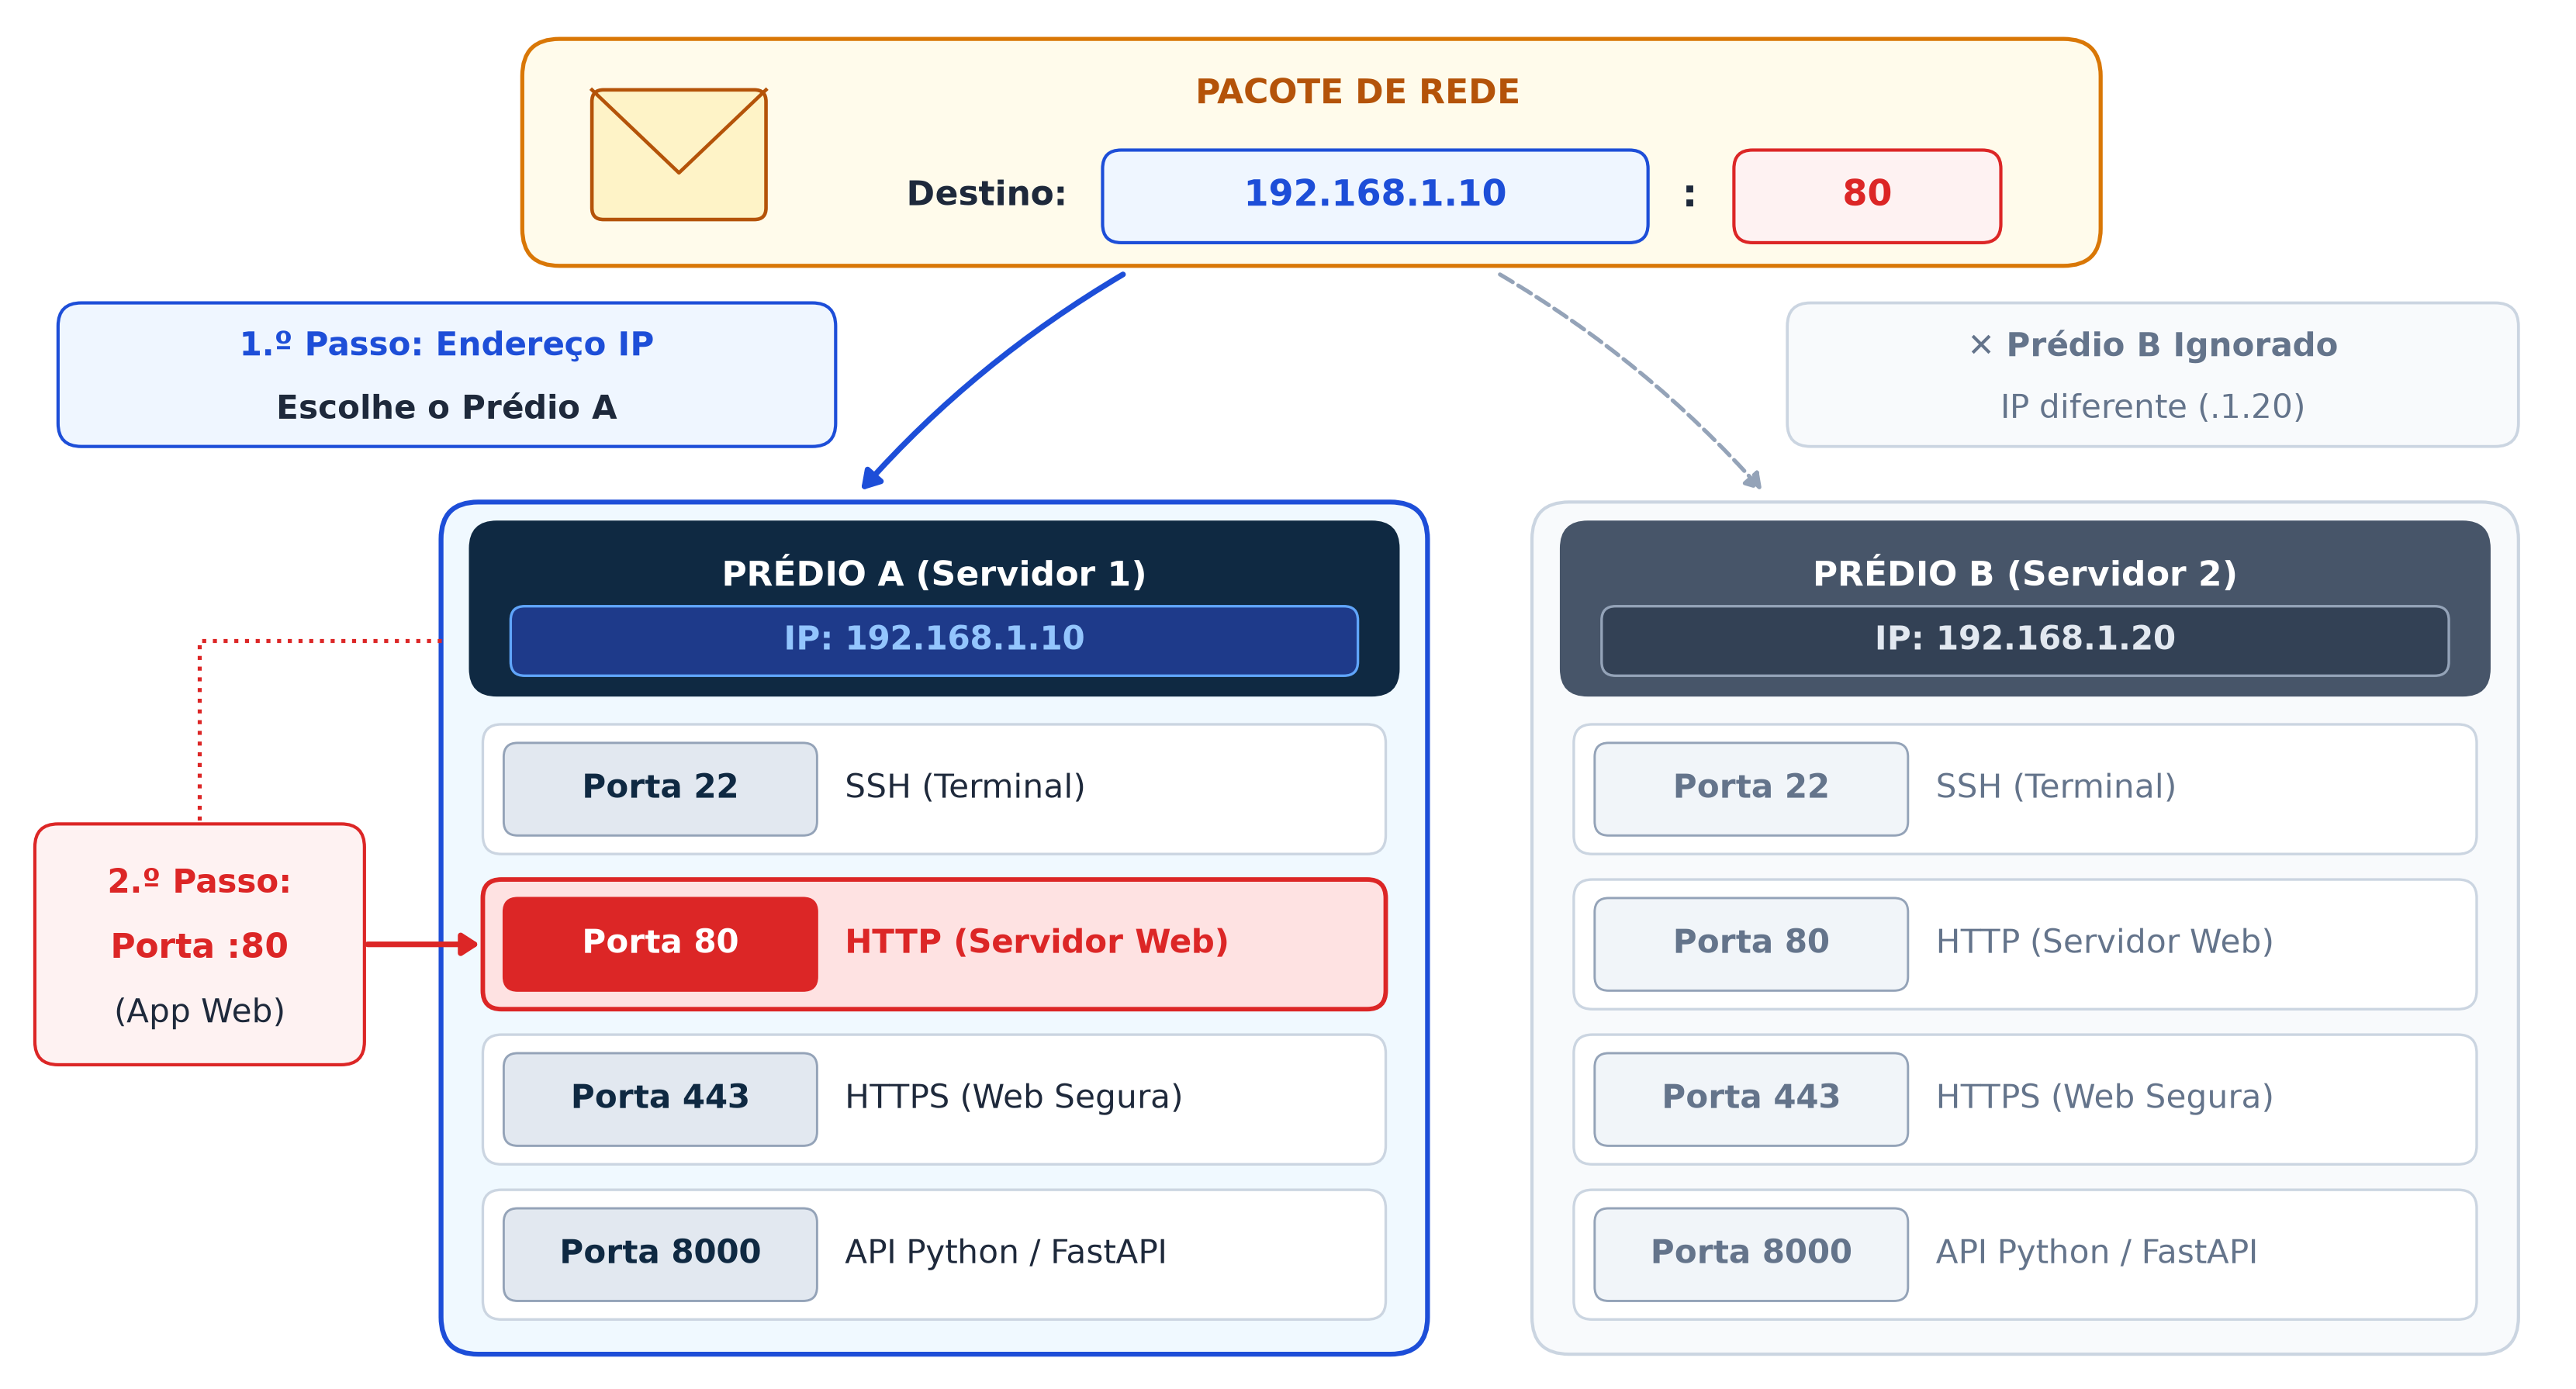 PACOTE DE REDE
Destino: 192.168.1.10 : 80
1.º Passo: Endereço IP
Escolhe o Prédio A
✕ Prédio B Ignorado
IP diferente (.1.20)
PRÉDIO A (Servidor 1)
IP: 192.168.1.10
Porta 22 SSH (Terminal)
Porta 80 HTTP (Servidor Web)
Porta 443 HTTPS (Web Segura)
Porta 8000 API Python / FastAPI
2.º Passo:
Porta :80
(App Web)
PRÉDIO B (Servidor 2)
IP: 192.168.1.20
Porta 22 SSH (Terminal)
Porta 80 HTTP (Servidor Web)
Porta 443 HTTPS (Web Segura)
Porta 8000 API Python / FastAPI